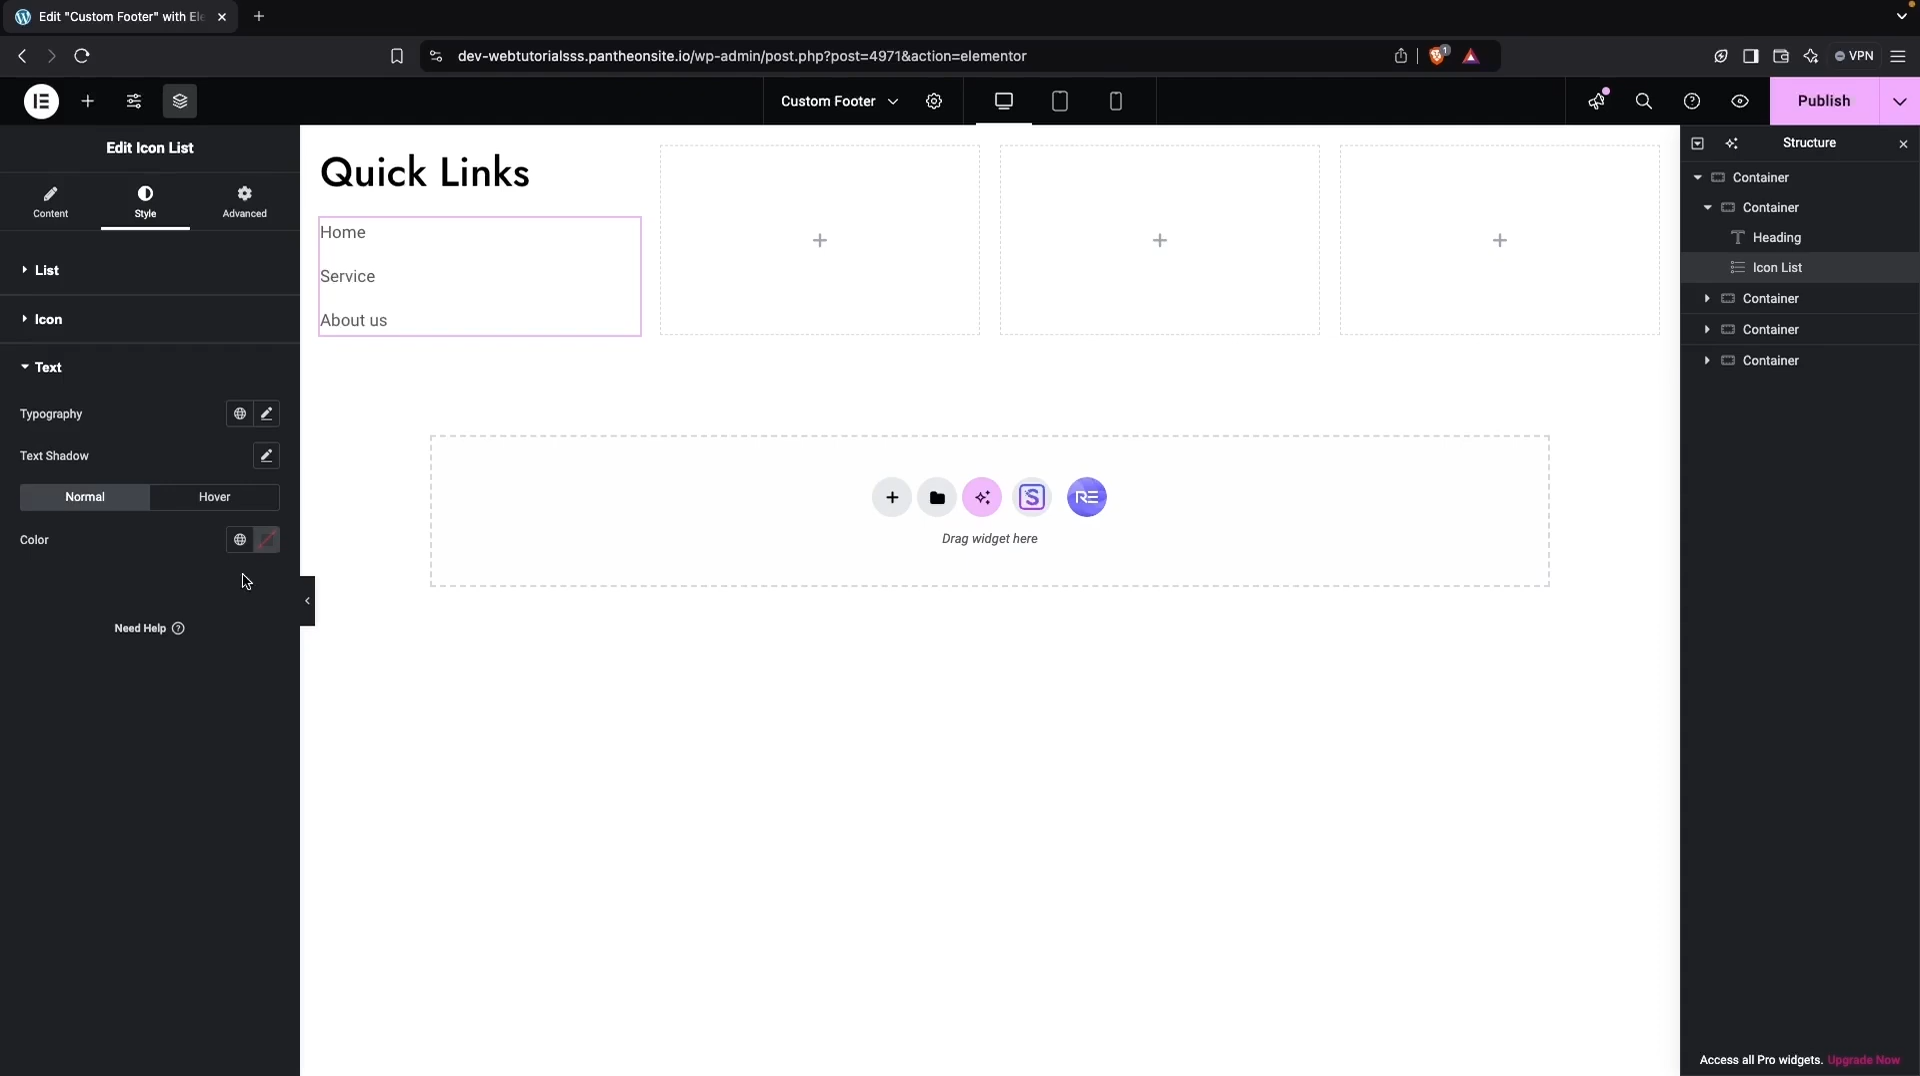 Edit "Custom Footer" with Ele
dev-webtutorialsss.pantheonsite.io/wp-admin/post.php?post=4971&action=elementor
1
VPN
Custom Footer
Publish
Edit Icon List
Content
Style
Advanced
List
Icon
Text
Typography
Text Shadow
Normal
Hover
Color
Need Help
Quick Links
Home
Service
About us
RE
Drag widget here
Structure
Container
Container
Heading
Icon List
Container
Container
Container
Access all Pro widgets. Upgrade Now